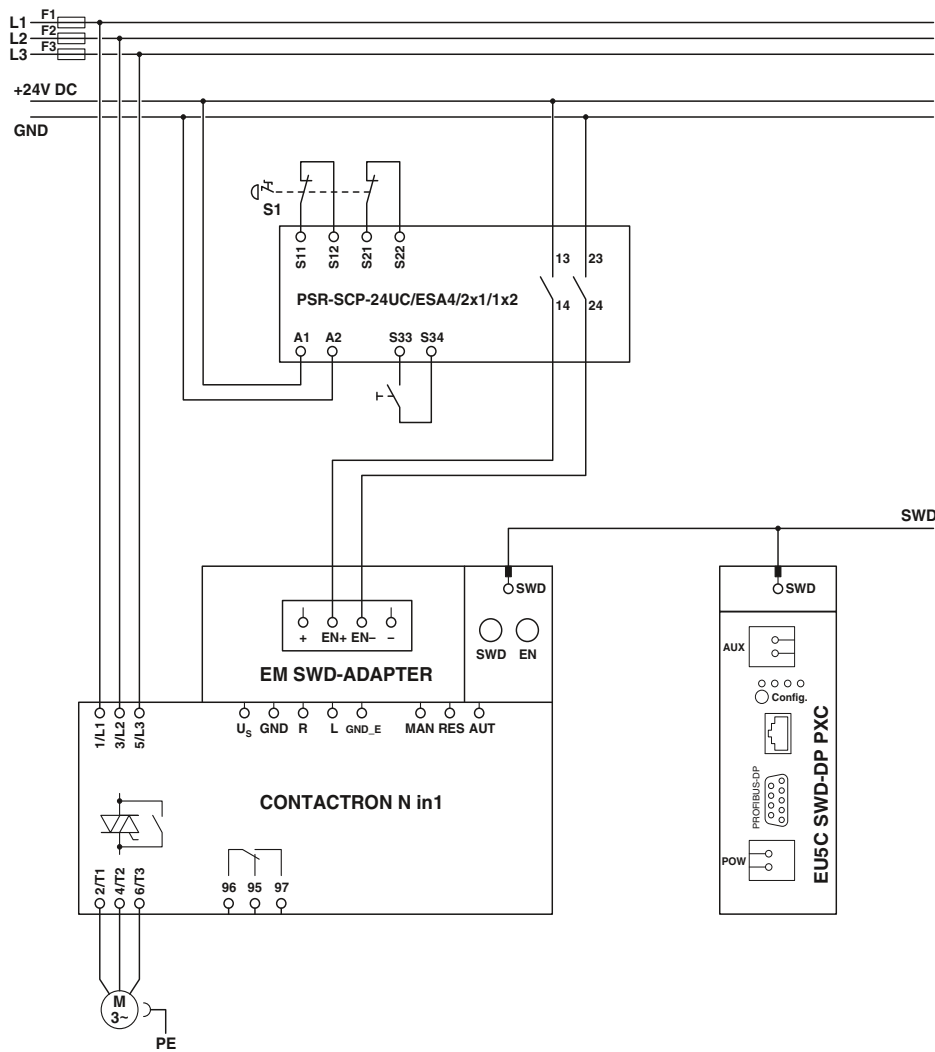 L1 F1
L2 F2
L3 F3
+24V DC
GND
S1
S11 S12 S21 S22
13 23
PSR-SCP-24UC/ESA4/2x1/1x2
14 24
A1 A2 S33 S34
SWD
SWD
SWD
+ EN+ EN– –
SWD EN
EM SWD-ADAPTER
AUX
Config.
PROFIBUS-DP
POW
EU5C SWD-DP PXC
1/L1 3/L2 5/L3
US GND R L GND_E MAN RES AUT
CONTACTRON N in1
96 95 97
2/T1 4/T2 6/T3
M
3~
PE